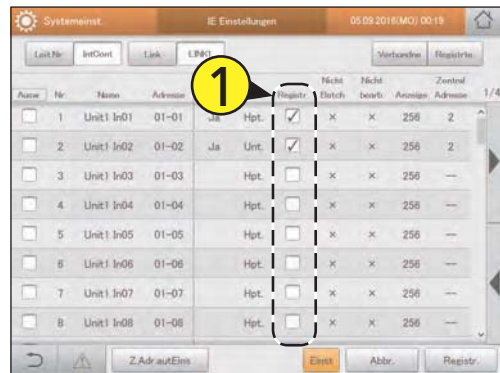 Systemeinst. IE Einstellungen 05.09.2016(MO) 00:19
Leit.Nr IntCont Link LINK1 Verbundne Registrte
1
Ausw Nr. Name Adresse Registr. Nicht Datch Nicht bearb Anzeige Zentral Adresse 1/4
1 Unit1 In01 01-01 Ja Hpt. × × 256 2
2 Unit1 In02 01-02 Ja Unt. × × 256 2
3 Unit1 In03 01-03 Hpt. × × 256 ---
4 Unit1 In04 01-04 Hpt. × × 256 ---
5 Unit1 In05 01-05 Hpt. × × 256 ---
6 Unit1 In06 01-06 Hpt. × × 256 ---
7 Unit1 In07 01-07 Hpt. × × 256 ---
8 Unit1 In08 01-08 Hpt. × × 256 ---
Z.Adr.autEins Einst Abbr. Registr.